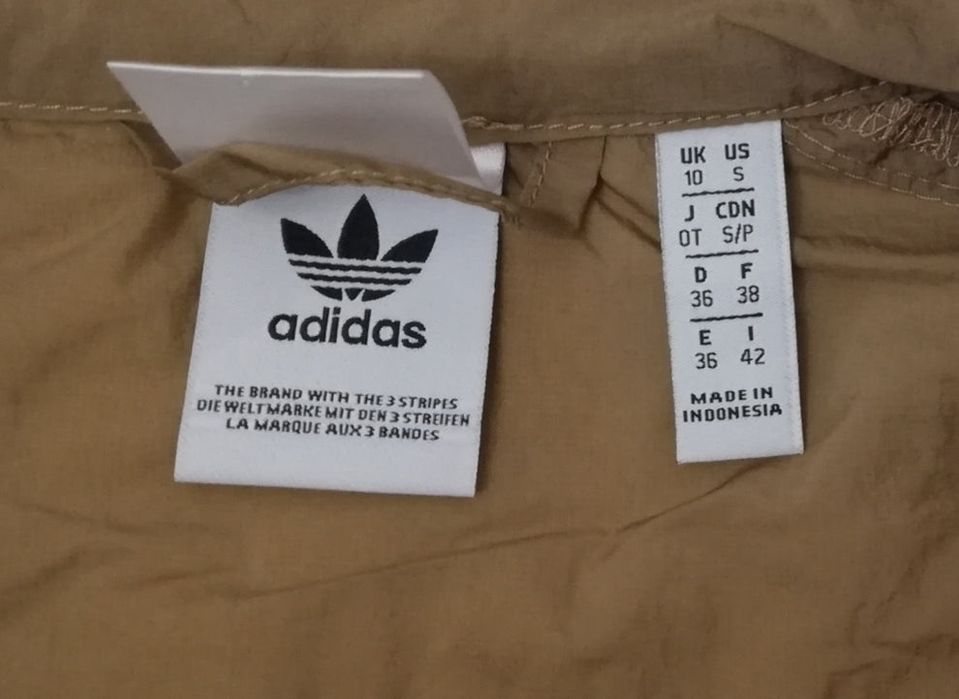 adidas
THE BRAND WITH THE 3 STRIPES
DIE WELTMARKE MIT DEN 3 STREIFEN
LA MARQUE AUX 3 BANDES
UK US
10 S
J CDN
OT S/P
D F
36 38
E I
36 42
MADE IN
INDONESIA